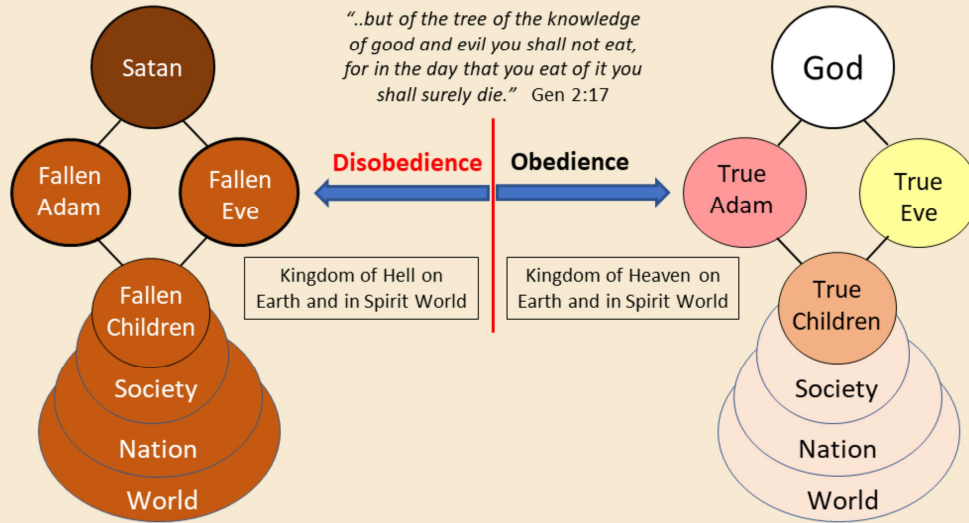 "..but of the tree of the knowledge
of good and evil you shall not eat,
for in the day that you eat of it you
shall surely die." Gen 2:17
Satan
Fallen
Adam
Fallen
Eve
Fallen
Children
Society
Nation
World
Disobedience
Obedience
Kingdom of Hell on
Earth and in Spirit World
Kingdom of Heaven on
Earth and in Spirit World
God
True
Adam
True
Eve
True
Children
Society
Nation
World